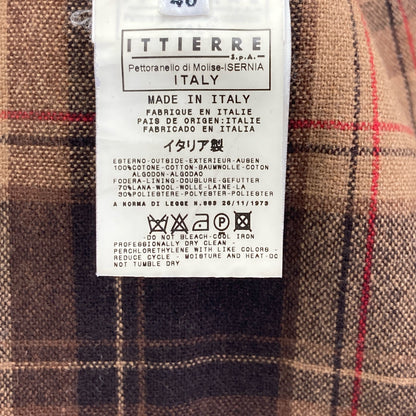 40
ITTIERRE
S.p.A.
Pettoranello di Molise-ISERNIA
ITALY
MADE IN ITALY
FABRIQUE EN ITALIE
PAIS DE ORIGEN:ITALIE
FABRICADO EN ITALIA
イタリア製
ESTERNO-OUTSIDE-EXTERIEUR-AUBEN
100%COTONE-COTTON-BAUMWOLLE-COTON
ALGODON-ALGODAO
FODERA-LINING-DOUBLURE-GEFUTTER
70%LANA-WOOL-WOLLE-LAINE-LA
30%POLIESTERE-POLYESTER-POLIESTER
A NORMA DI LEGGE N.883 26/11/1973
-DO NOT BLEACH-COOL IRON
PROFESSIONALLY DRY CLEAN -
PERCHLORETHYLENE WITH LIKE COLORS -
REDUCE CYCLE - MOISTURE AND HEAT-DO
NOT TUMBLE DRY